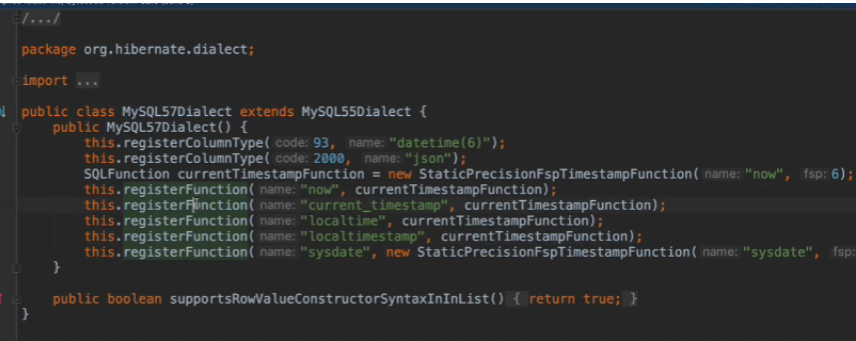 /.../
package org.hibernate.dialect;
import ...
public class MySQL57Dialect extends MySQL55Dialect {
public MySQL57Dialect() {
this.registerColumnType( code: 93, name: "datetime(6)");
this.registerColumnType( code: 2000, name: "json");
SQLFunction currentTimestampFunction = new StaticPrecisionFspTimestampFunction( name: "now", fsp: 6);
this.registerFunction( name: "now", currentTimestampFunction);
this.registerFunction( name: "current_timestamp", currentTimestampFunction);
this.registerFunction( name: "localtime", currentTimestampFunction);
this.registerFunction( name: "localtimestamp", currentTimestampFunction);
this.registerFunction( name: "sysdate", new StaticPrecisionFspTimestampFunction( name: "sysdate", fsp:
}
public boolean supportsRowValueConstructorSyntaxInInList() { return true; }
}